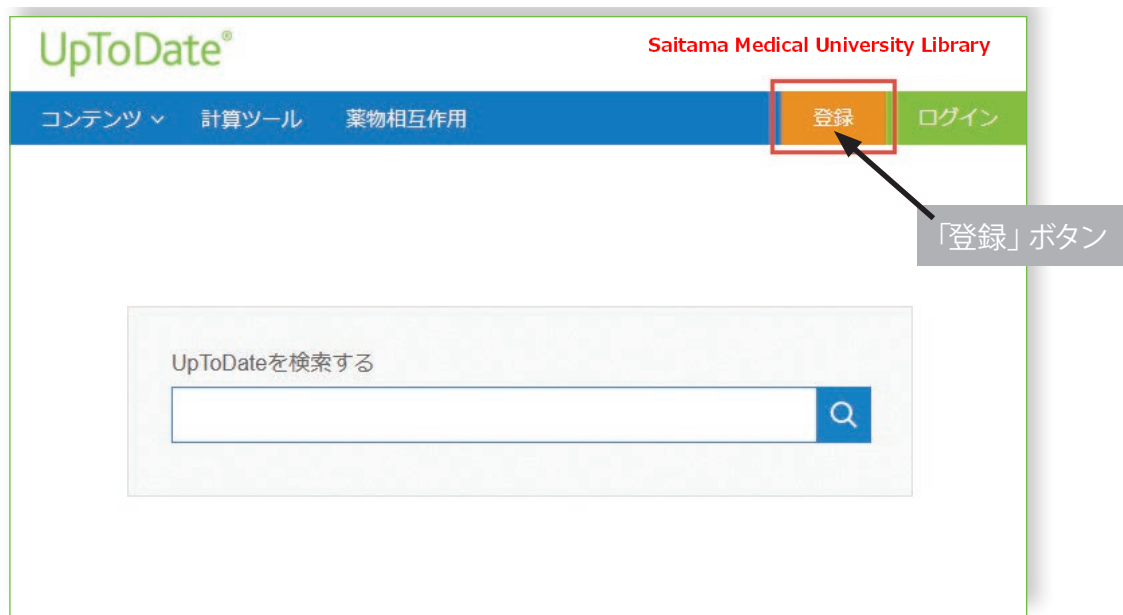 UpToDate®
Saitama Medical University Library
コンテンツ 計算ツール 薬物相互作用 登録 ログイン
「登録」ボタン
UpToDateを検索する